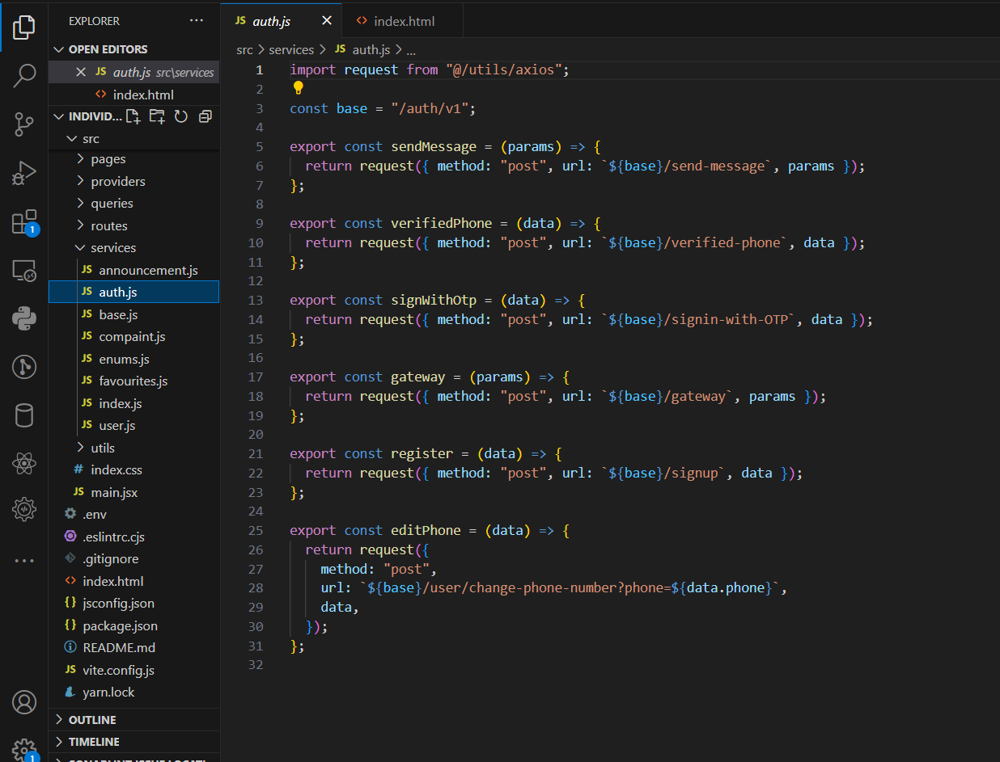 EXPLORER
OPEN EDITORS
JS auth.js src\services
<> index.html
INDIVID...
src
pages
providers
queries
routes
services
JS announcement.js
JS auth.js
JS base.js
JS compaint.js
JS enums.js
JS favourites.js
JS index.js
JS user.js
utils
# index.css
JS main.jsx
.env
.eslintrc.cjs
.gitignore
<> index.html
{} jsconfig.json
{} package.json
README.md
JS vite.config.js
yarn.lock
OUTLINE
TIMELINE
1
1
JS auth.js
<> index.html
src > services > JS auth.js > ...
1 import request from "@/utils/axios";
2
3 const base = "/auth/v1";
4
5 export const sendMessage = (params) => {
6 return request({ method: "post", url: `${base}/send-message`, params });
7 };
8
9 export const verifiedPhone = (data) => {
10 return request({ method: "post", url: `${base}/verified-phone`, data });
11 };
12
13 export const signWithOtp = (data) => {
14 return request({ method: "post", url: `${base}/signin-with-OTP`, data });
15 };
16
17 export const gateway = (params) => {
18 return request({ method: "post", url: `${base}/gateway`, params });
19 };
20
21 export const register = (data) => {
22 return request({ method: "post", url: `${base}/signup`, data });
23 };
24
25 export const editPhone = (data) => {
26 return request({
27 method: "post",
28 url: `${base}/user/change-phone-number?phone=${data.phone}`,
29 data,
30 });
31 };
32